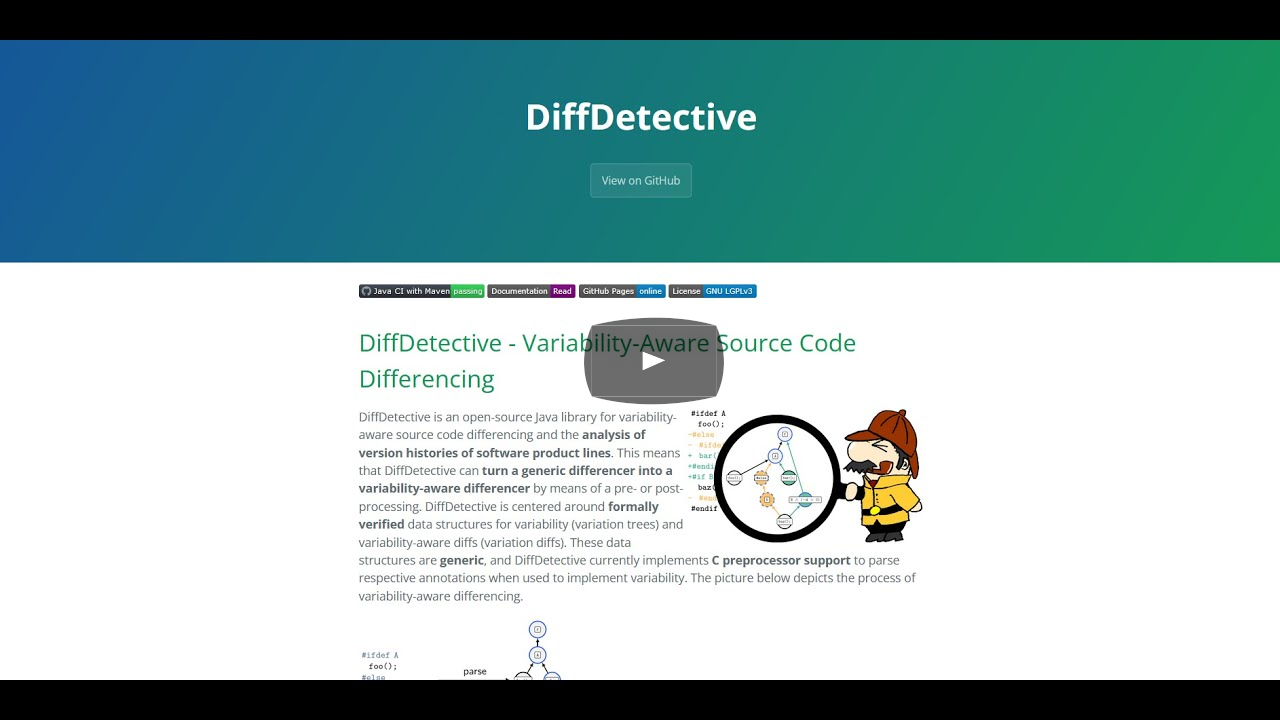 DiffDetective
View on GitHub
Java CI with Maven passing Documentation Read GitHub Pages online License GNU LGPLv3
DiffDetective - Variability-Aware Source Code
Differencing
DiffDetective is an open-source Java library for variability-
aware source code differencing and the analysis of
version histories of software product lines. This means
that DiffDetective can turn a generic differencer into a
variability-aware differencer by means of a pre- or post-
processing. DiffDetective is centered around formally
verified data structures for variability (variation trees) and
variability-aware diffs (variation diffs). These data
structures are generic, and DiffDetective currently implements C preprocessor support to parse
respective annotations when used to implement variability. The picture below depicts the process of
variability-aware differencing.
#ifdef A
foo();
-#else
- #ifde
+ bar(
+#endi
+#if B
baz(
- #end
#endif
#ifdef A
foo();
#else
parse